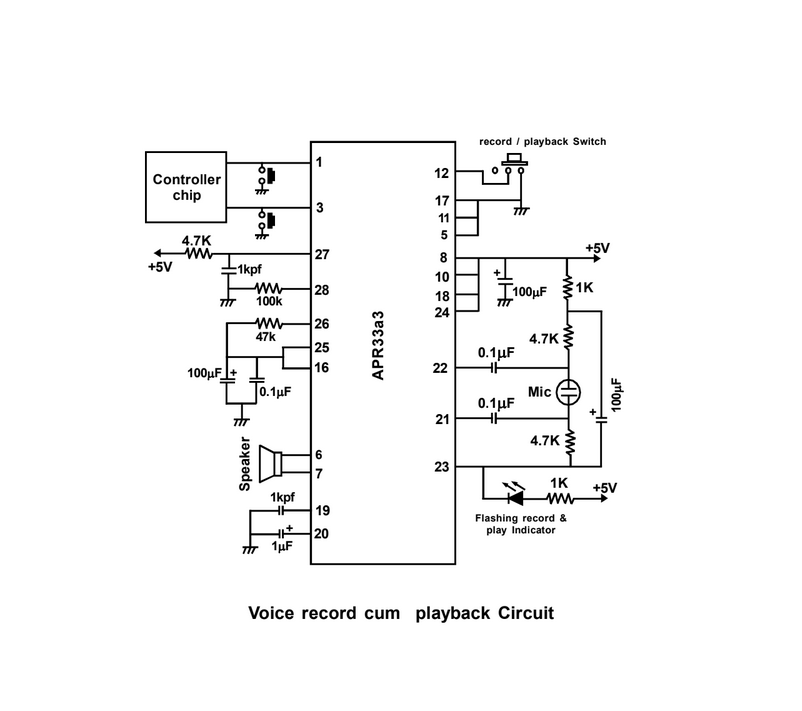 record / playback Switch
Controller
chip
1
3
12
17
11
5
4.7K
+5V
27
1kpf
28
100k
26
47k
25
16
100µF
+
0.1µF
8
10
18
24
+
100µF
+5V
1K
4.7K
22
0.1µF
Mic
21
0.1µF
4.7K
+
100µF
23
APR33a3
Speaker
6
7
1kpf
19
+
20
1µF
1K
+5V
Flashing record &
play Indicator
Voice record cum playback Circuit